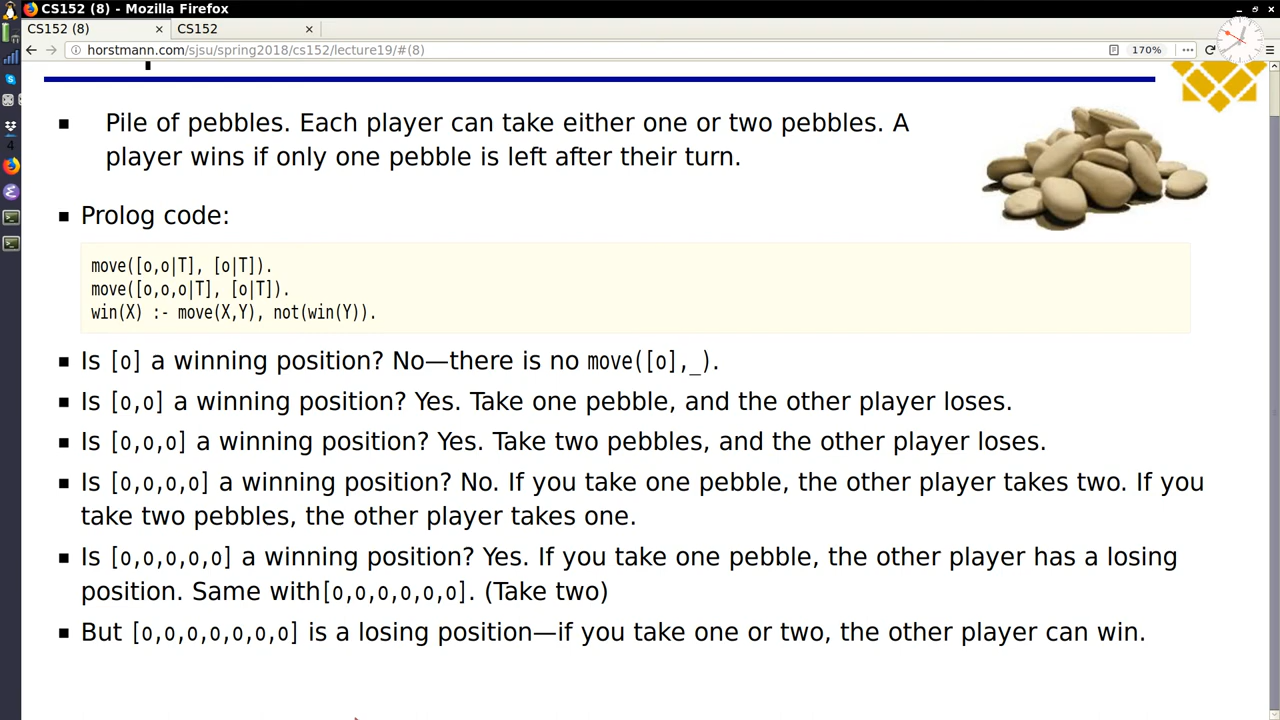 CS152 (8) - Mozilla Firefox
CS152 (8) × CS152 ×
horstmann.com/sjsu/spring2018/cs152/lecture19/#(8) 170%
Pile of pebbles. Each player can take either one or two pebbles. A
player wins if only one pebble is left after their turn.
Prolog code:
move([o,o|T], [o|T]).
move([o,o,o|T], [o|T]).
win(X) :- move(X,Y), not(win(Y)).
Is [o] a winning position? No—there is no move([o],_).
Is [o,o] a winning position? Yes. Take one pebble, and the other player loses.
Is [o,o,o] a winning position? Yes. Take two pebbles, and the other player loses.
Is [o,o,o,o] a winning position? No. If you take one pebble, the other player takes two. If you
take two pebbles, the other player takes one.
Is [o,o,o,o,o] a winning position? Yes. If you take one pebble, the other player has a losing
position. Same with[o,o,o,o,o,o]. (Take two)
But [o,o,o,o,o,o,o] is a losing position—if you take one or two, the other player can win.